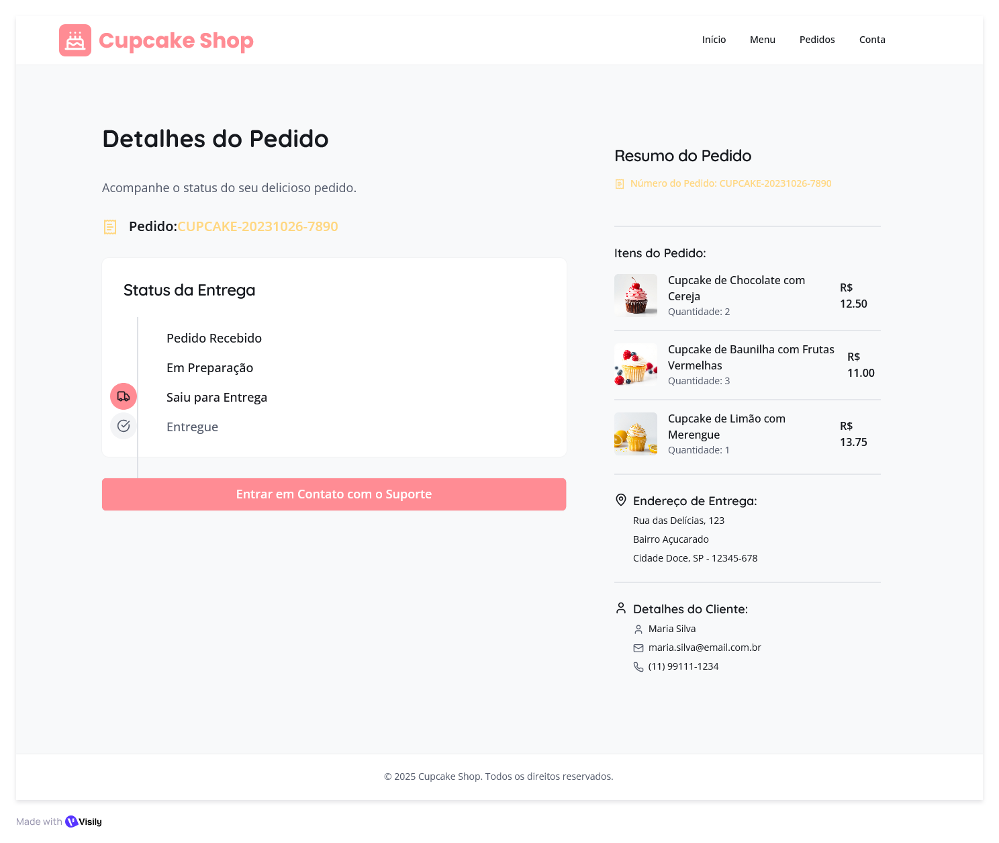 Cupcake Shop
Início
Menu
Pedidos
Conta
Detalhes do Pedido
Acompanhe o status do seu delicioso pedido.
Pedido:CUPCAKE-20231026-7890
Status da Entrega
Pedido Recebido
Em Preparação
Saiu para Entrega
Entregue
Entrar em Contato com o Suporte
Resumo do Pedido
Número do Pedido: CUPCAKE-20231026-7890
Itens do Pedido:
Cupcake de Chocolate com
Cereja
Quantidade: 2
R$
12.50
Cupcake de Baunilha com Frutas
Vermelhas
Quantidade: 3
R$
11.00
Cupcake de Limão com
Merengue
Quantidade: 1
R$
13.75
Endereço de Entrega:
Rua das Delícias, 123
Bairro Açucarado
Cidade Doce, SP - 12345-678
Detalhes do Cliente:
Maria Silva
maria.silva@email.com.br
(11) 99111-1234
© 2025 Cupcake Shop. Todos os direitos reservados.
Made with Visily